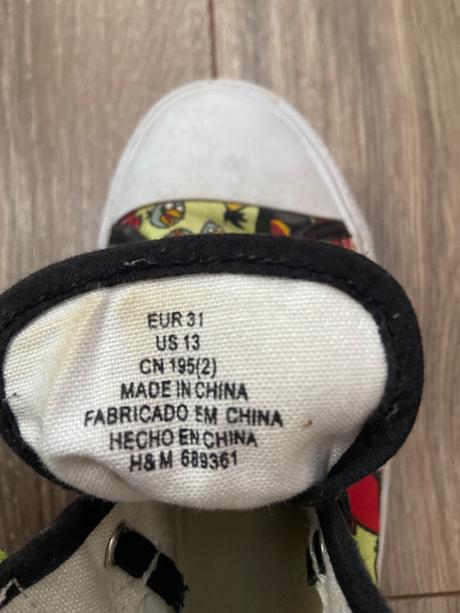 EUR 31
US 13
CN 195(2)
MADE IN CHINA
FABRICADO EM CHINA
HECHO EN CHINA
H&M 689361